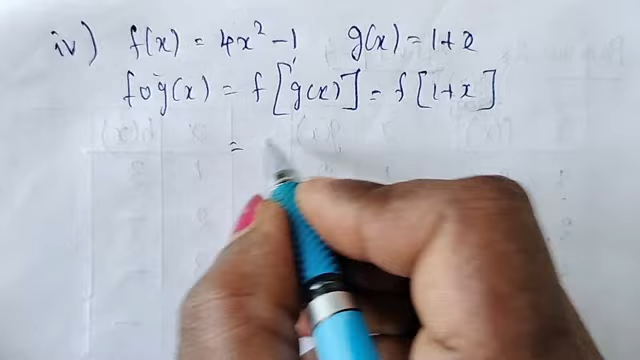 iv) f(x) = 4x² - 1 g(x) = 1+x
fog(x) = f[g(x)] = f[1+x]
=